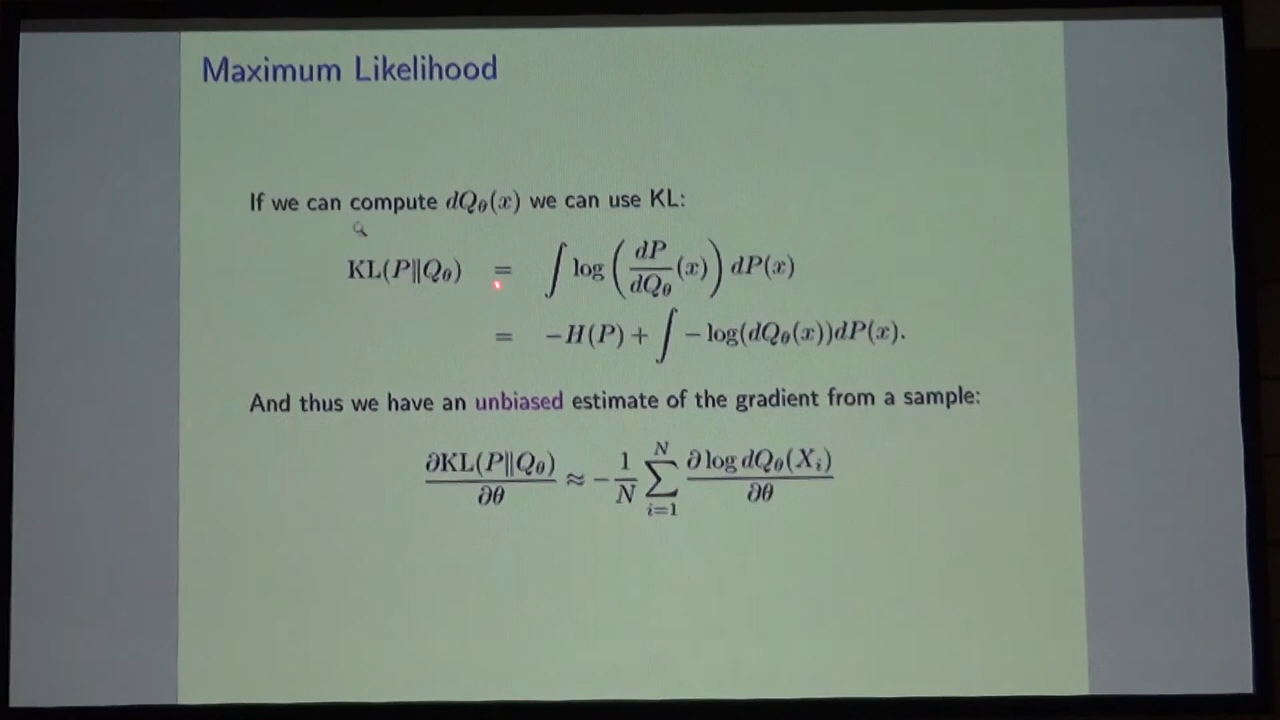 Maximum Likelihood
If we can compute dQ_θ(x) we can use KL:
KL(P‖Q_θ) = ∫ log (dP/dQ_θ (x)) dP(x)
= −H(P) + ∫ − log(dQ_θ(x))dP(x).
And thus we have an unbiased estimate of the gradient from a sample:
∂KL(P‖Q_θ)/∂θ ≈ −1/N ∑_{i=1}^{N} ∂ log dQ_θ(X_i)/∂θ